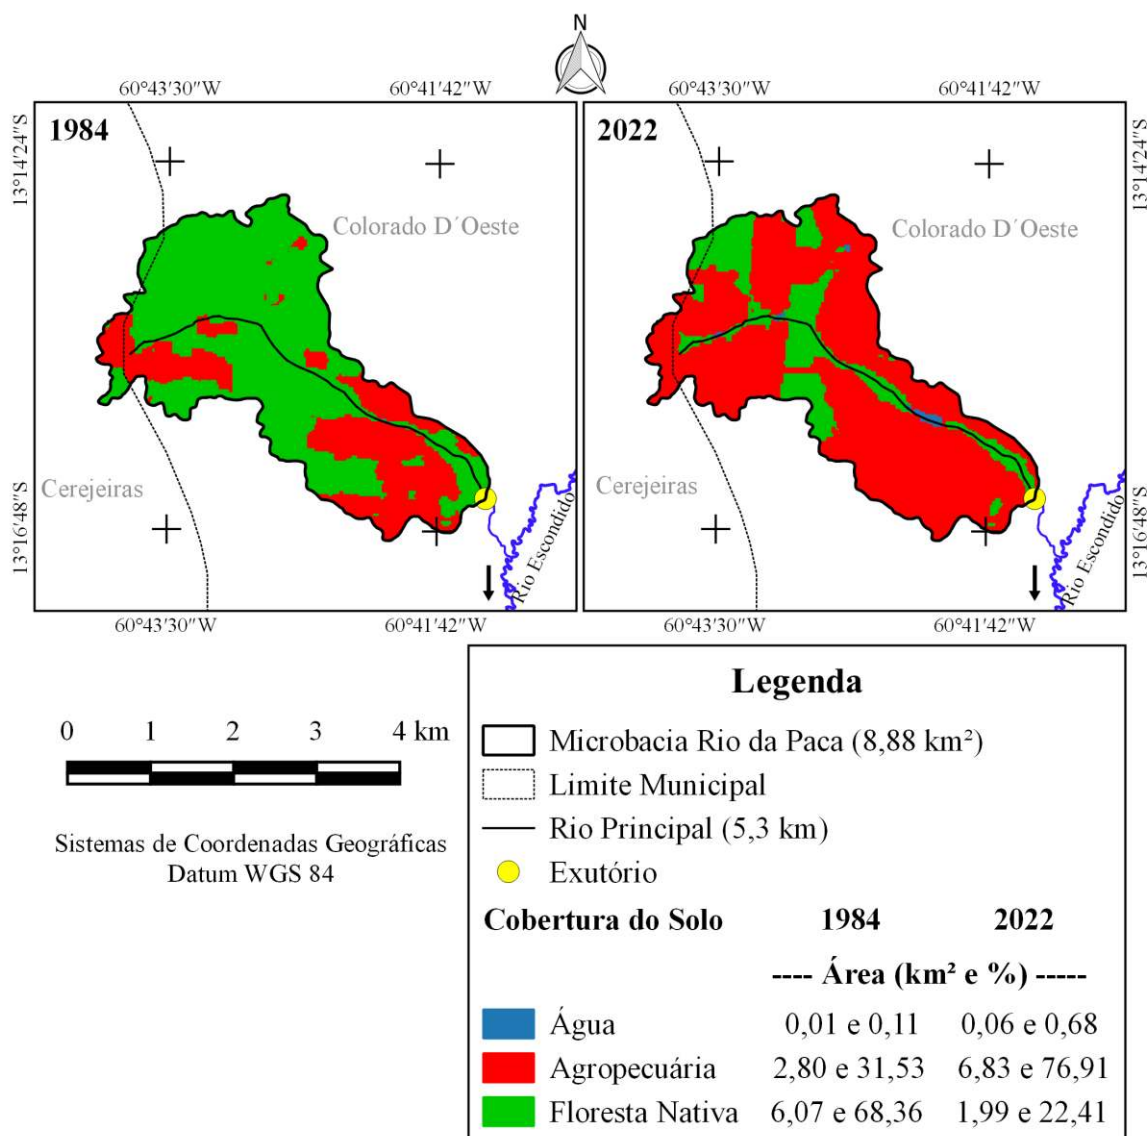 N
60°43'30"W 60°41'42"W 60°43'30"W 60°41'42"W
1984
2022
13°14'24"S
13°14'24"S
Colorado D´Oeste
Colorado D´Oeste
Cerejeiras
Cerejeiras
13°16'48"S
13°16'48"S
Rio Escondido
Rio Escondido
60°43'30"W 60°41'42"W 60°43'30"W 60°41'42"W
0 1 2 3 4 km
Sistemas de Coordenadas Geográficas
Datum WGS 84
Legenda
Microbacia Rio da Paca (8,88 km²)
Limite Municipal
Rio Principal (5,3 km)
Exutório
Cobertura do Solo 1984 2022
---- Área (km² e %) -----
Água 0,01 e 0,11 0,06 e 0,68
Agropecuária 2,80 e 31,53 6,83 e 76,91
Floresta Nativa 6,07 e 68,36 1,99 e 22,41